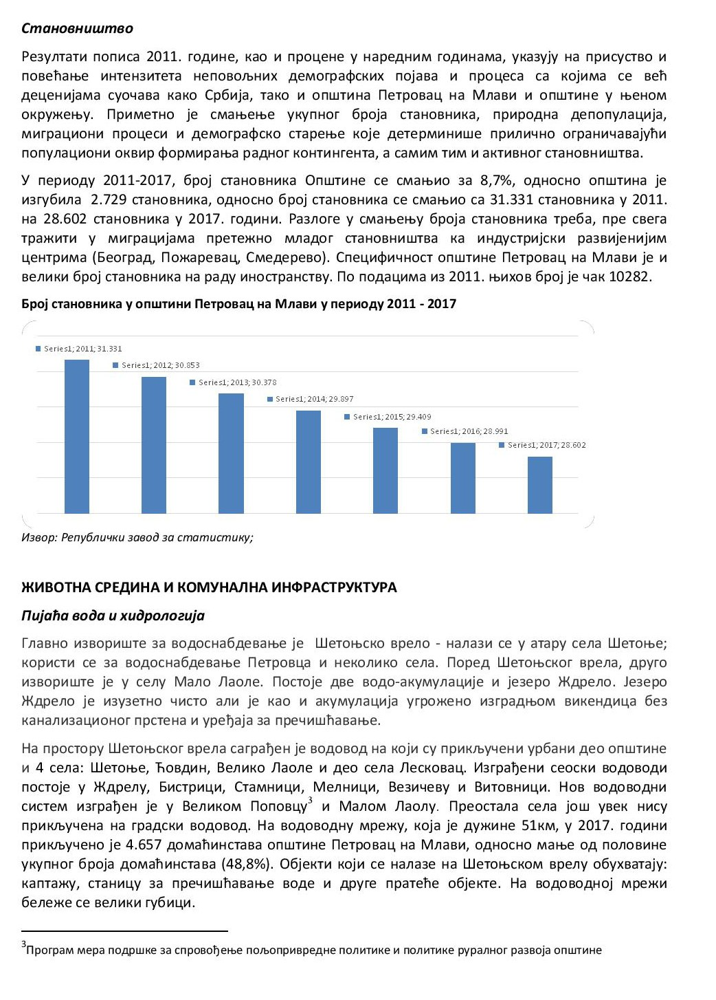 Становништво
Резултати пописа 2011. године, као и процене у наредним годинама, указују на присуство и
повећање интензитета неповољних демографских појава и процеса са којима се већ
деценијама суочава како Србија, тако и општина Петровац на Млави и општине у њеном
окружењу. Приметно је смањење укупног броја становника, природна депопулација,
миграциони процеси и демографско старење које детерминише прилично ограничавајући
популациони оквир формирања радног контингента, а самим тим и активног становништва.
У периоду 2011-2017, број становника Општине се смањио за 8,7%, односно општина је
изгубила 2.729 становника, односно број становника се смањио са 31.331 становника у 2011.
на 28.602 становника у 2017. години. Разлоге у смањењу броја становника треба, пре свега
тражити у миграцијама претежно младог становништва ка индустријски развијенијим
центрима (Београд, Пожаревац, Смедерево). Специфичност општине Петровац на Млави је и
велики број становника на раду иностранству. По подацима из 2011. њихов број је чак 10282.
Број становника у општини Петровац на Млави у периоду 2011 - 2017
Series1; 2011; 31.331
Series1; 2012; 30.853
Series1; 2013; 30.378
Series1; 2014; 29.897
Series1; 2015; 29.409
Series1; 2016; 28.991
Series1; 2017; 28.602
Извор: Републички завод за статистику;
ЖИВОТНА СРЕДИНА И КОМУНАЛНА ИНФРАСТРУКТУРА
Пијаћа вода и хидрологија
Главно извориште за водоснабдевање је Шетоњско врело - налази се у атару села Шетоње;
користи се за водоснабдевање Петровца и неколико села. Поред Шетоњског врела, друго
извориште је у селу Мало Лаоле. Постоје две водо-акумулације и језеро Ждрело. Језеро
Ждрело је изузетно чисто али је као и акумулација угрожено изградњом викендица без
канализационог прстена и уређаја за пречишћавање.
На простору Шетоњског врела саграђен је водовод на који су прикључени урбани део општине
и 4 села: Шетоње, Ћовдин, Велико Лаоле и део села Лесковац. Изграђени сеоски водоводи
постоје у Ждрелу, Бистрици, Стамници, Мелници, Везичеву и Витовници. Нов водоводни
систем изграђен је у Великом Поповцу3 и Малом Лаолу. Преостала села још увек нису
прикључена на градски водовод. На водоводну мрежу, која је дужине 51км, у 2017. години
прикључено је 4.657 домаћинстава општине Петровац на Млави, односно мање од половине
укупног броја домаћинстава (48,8%). Објекти који се налазе на Шетоњском врелу обухватају:
каптажу, станицу за пречишћавање воде и друге пратеће објекте. На водоводној мрежи
бележе се велики губици.
3Програм мера подршке за спровођење пољопривредне политике и политике руралног развоја општине